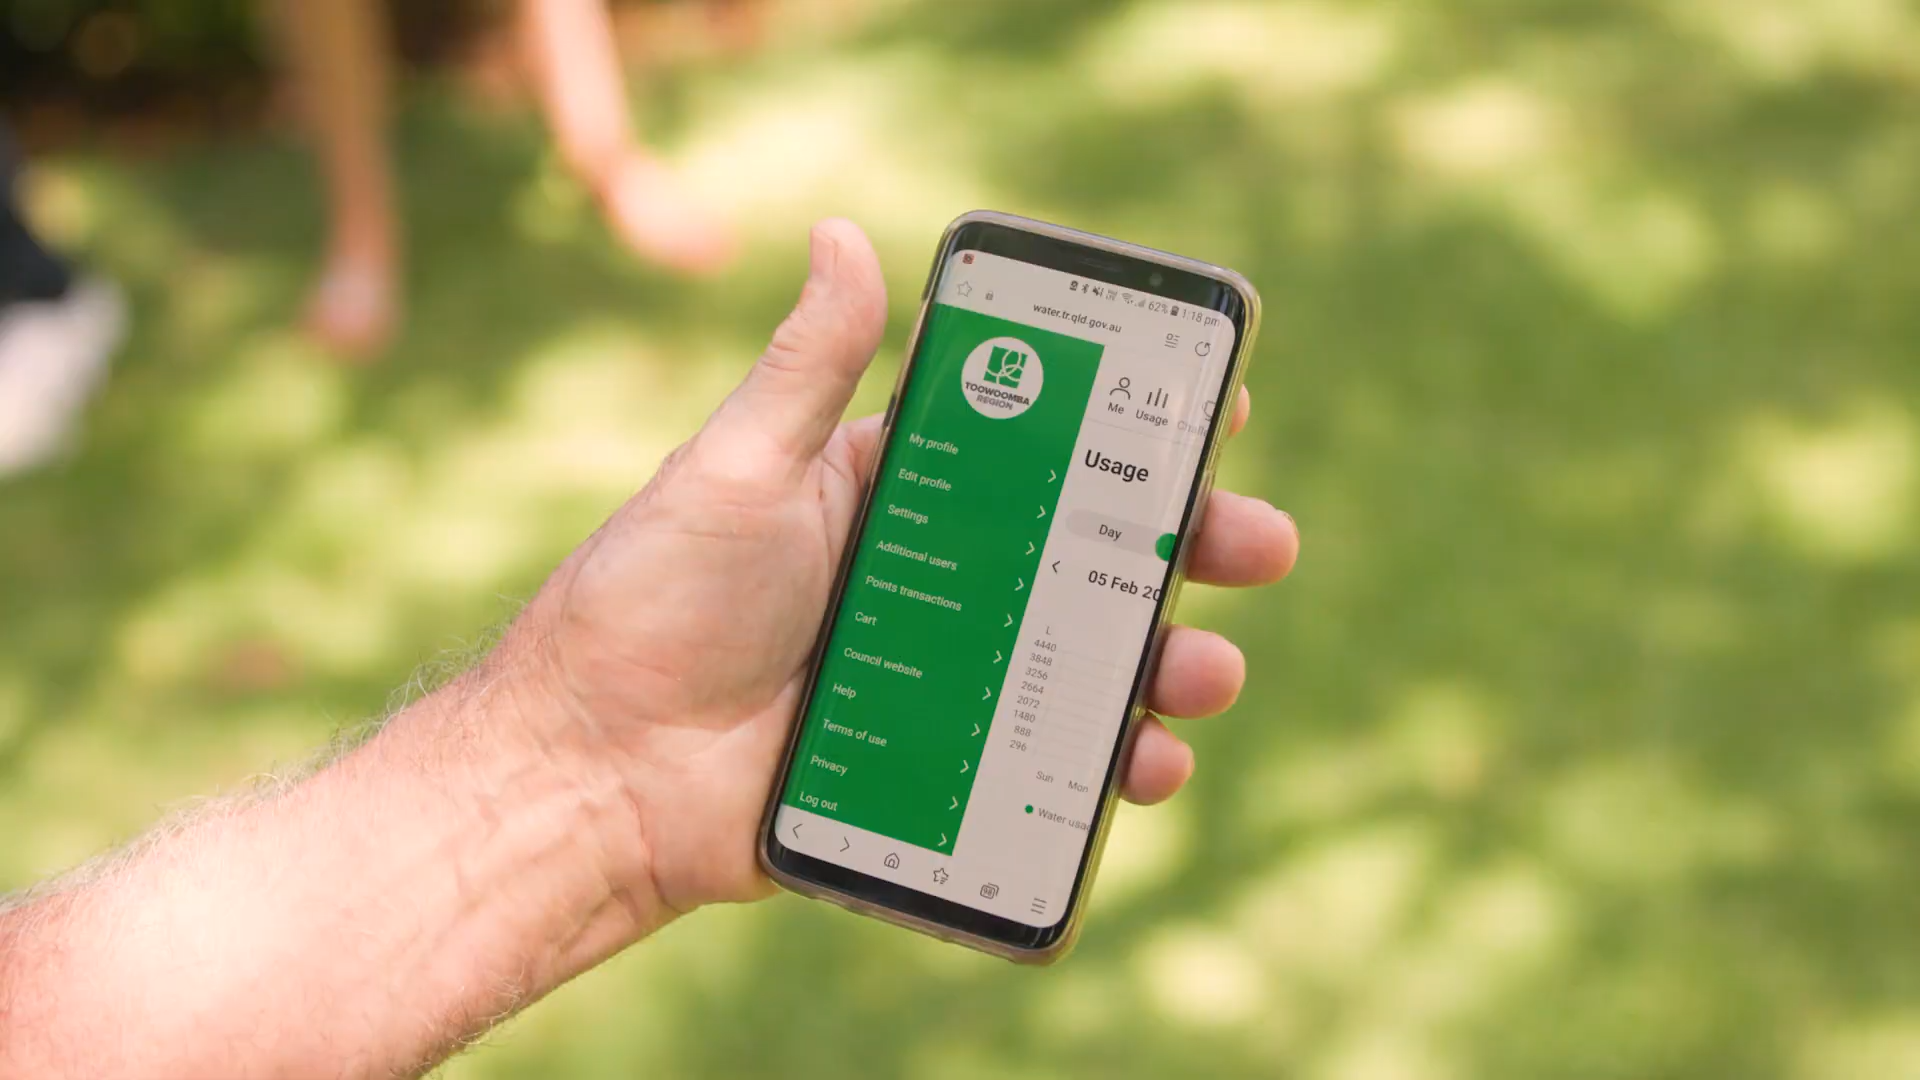 62% 1:18 pm
water.tr.qld.gov.au
TOOWOOMBA
REGION
My profile
Edit profile
Settings
Additional users
Points transactions
Cart
Council website
Help
Terms of use
Privacy
Log out
Me
Usage
Chall
Usage
Day
05 Feb 20
L
4440
3848
3256
2664
2072
1480
888
296
Sun Mon
Water usag